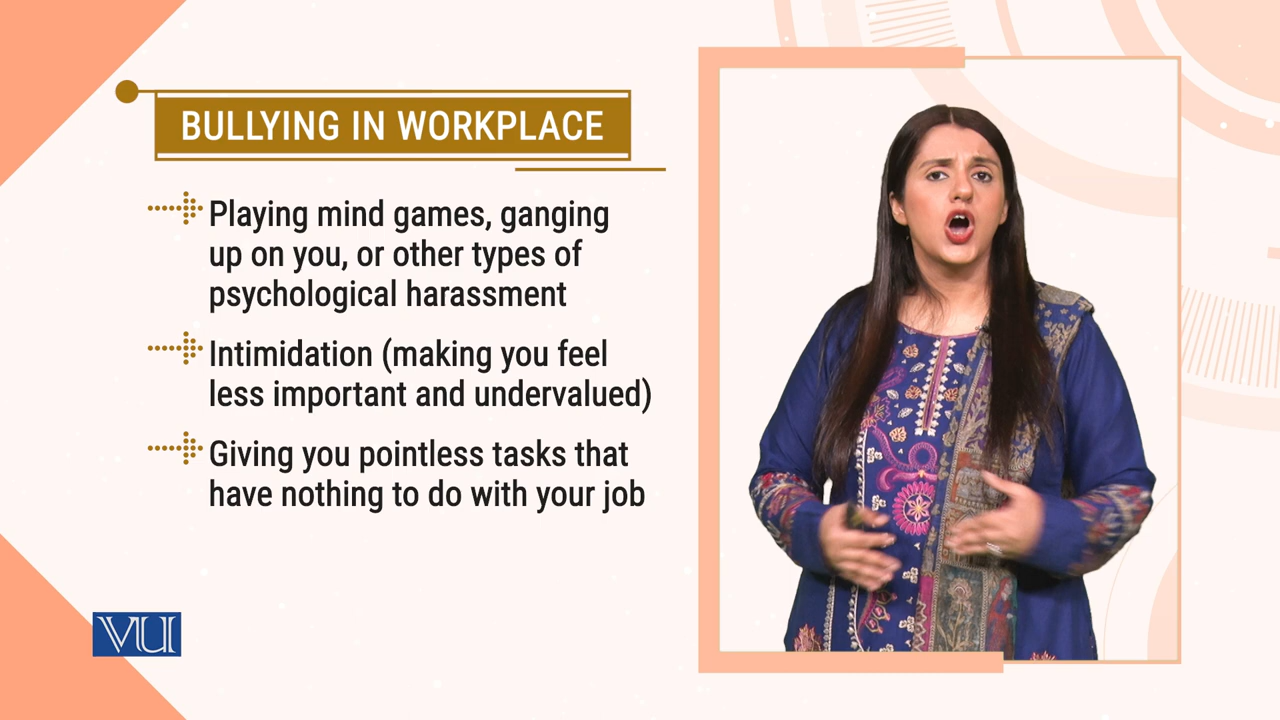 BULLYING IN WORKPLACE
Playing mind games, ganging
up on you, or other types of
psychological harassment
Intimidation (making you feel
less important and undervalued)
Giving you pointless tasks that
have nothing to do with your job
VU